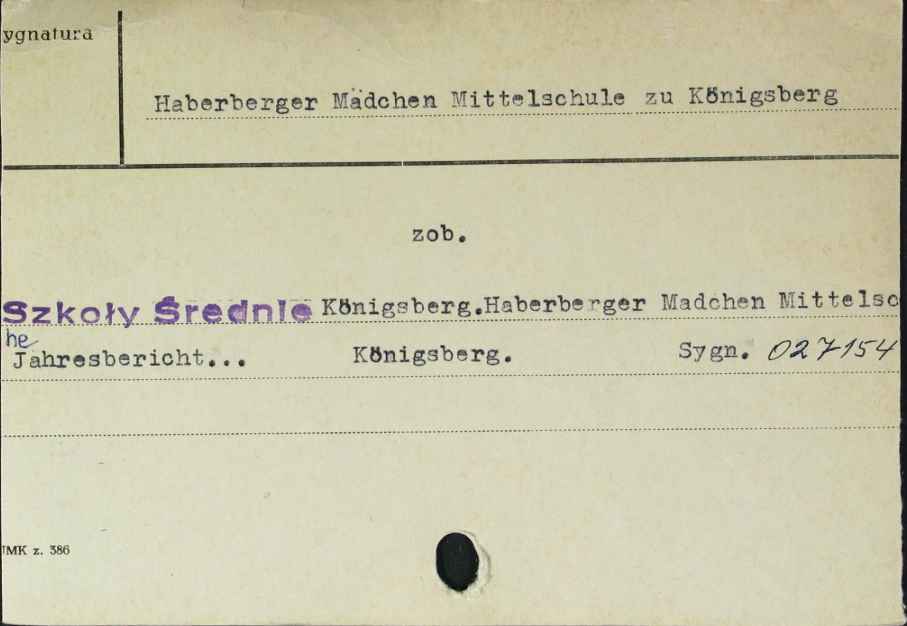 ygnatura
Haberberger Mädchen Mittelschule zu Königsberg
zob.
Szkoły Średnie Königsberg.Haberberger Madchen Mittelsc
he
Jahresbericht... Königsberg. Sygn. 027154
UMK z. 386